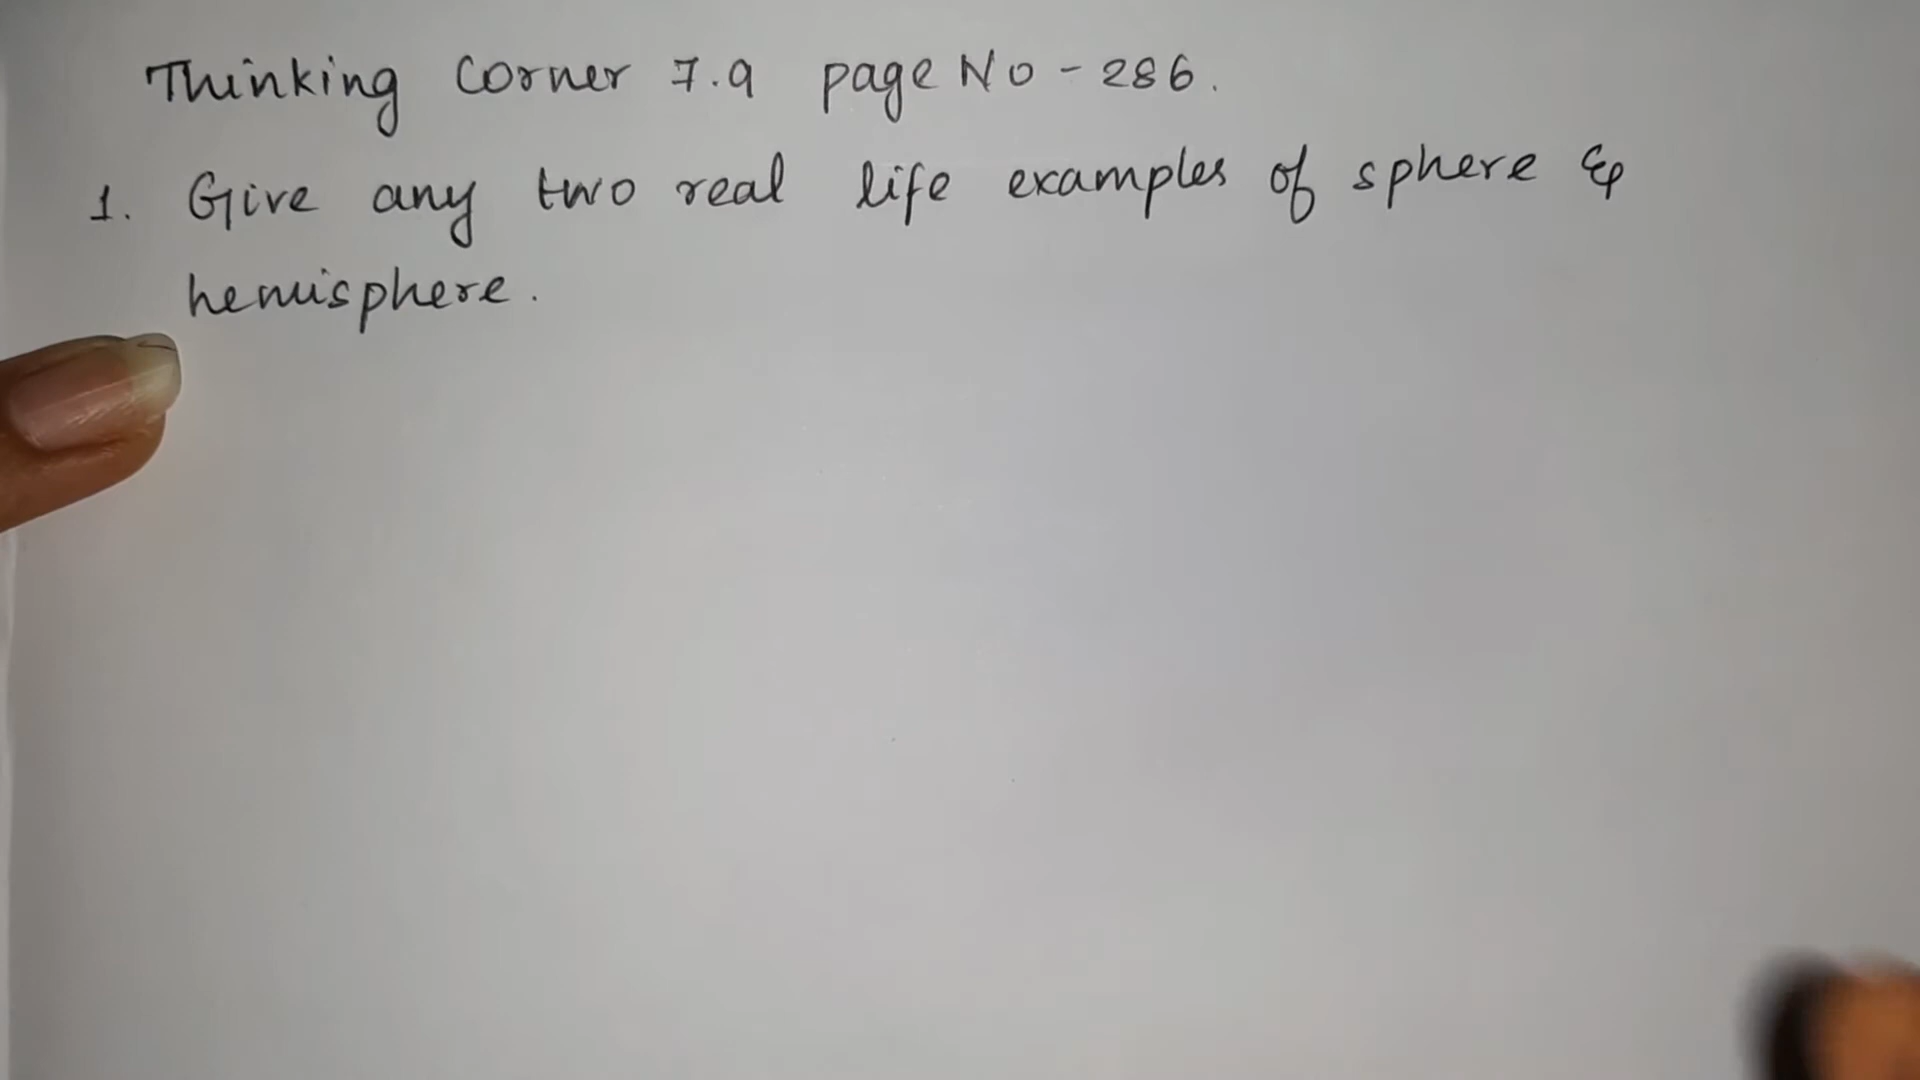 Thinking Corner 7.9 page No - 286.
1. Give any two real life examples of sphere &
hemisphere.